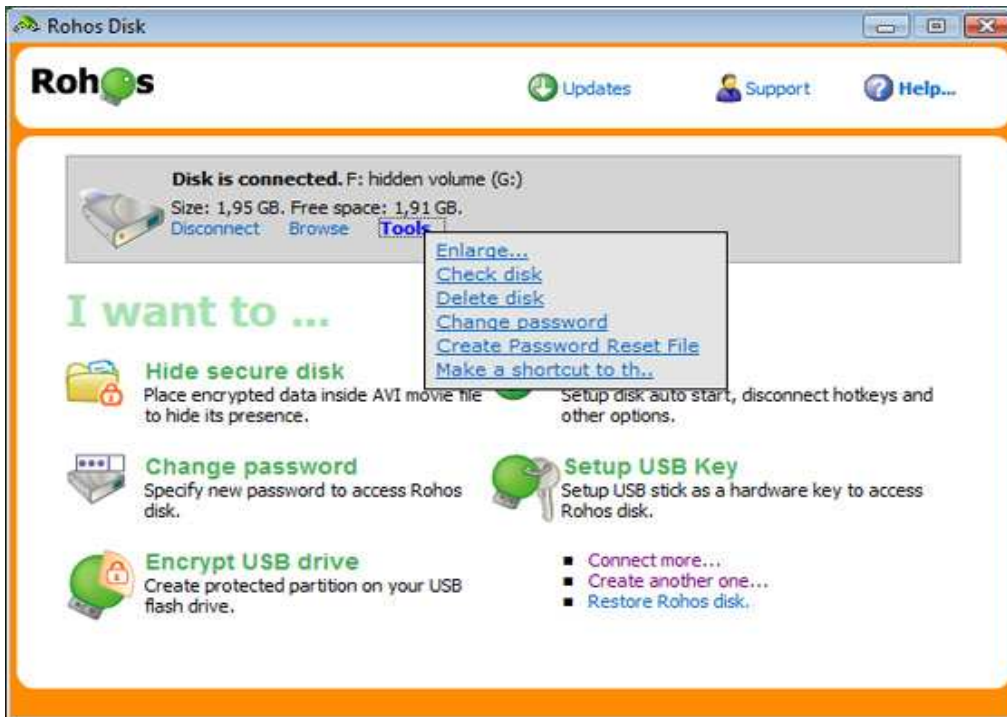 Rohos Disk
Rohos
Updates
Support
Help...
Disk is connected. F: hidden volume (G:)
Size: 1,95 GB. Free space: 1,91 GB.
Disconnect Browse Tools
Enlarge...
Check disk
Delete disk
Change password
Create Password Reset File
Make a shortcut to th..
I want to ...
Hide secure disk
Place encrypted data inside AVI movie file
to hide its presence.
Setup disk auto start, disconnect hotkeys and
other options.
Change password
Specify new password to access Rohos
disk.
Setup USB Key
Setup USB stick as a hardware key to access
Rohos disk.
Encrypt USB drive
Create protected partition on your USB
flash drive.
Connect more...
Create another one...
Restore Rohos disk.